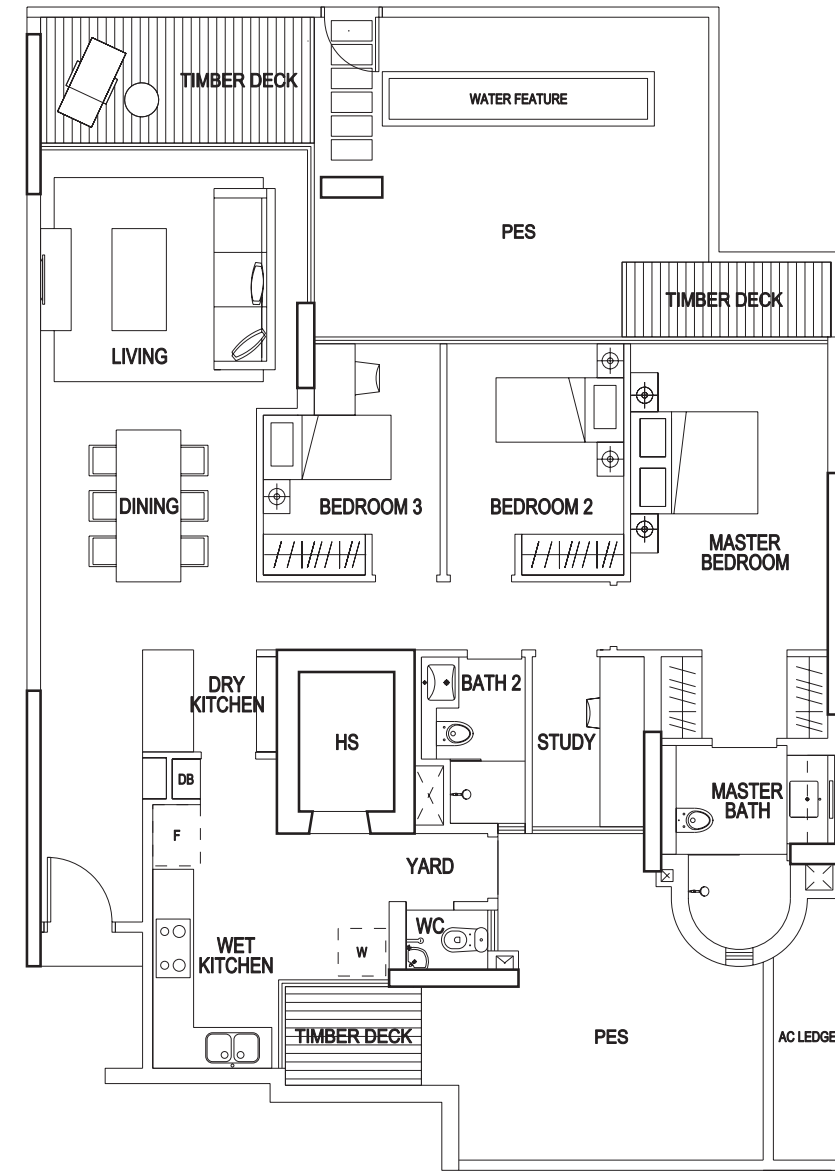 TIMBER DECK
WATER FEATURE
PES
TIMBER DECK
LIVING
DINING
BEDROOM 3
BEDROOM 2
MASTER
BEDROOM
DRY
KITCHEN
BATH 2
HS
STUDY
DB
MASTER
BATH
F
YARD
WC
WET
KITCHEN
W
TIMBER DECK
PES
AC LEDGE